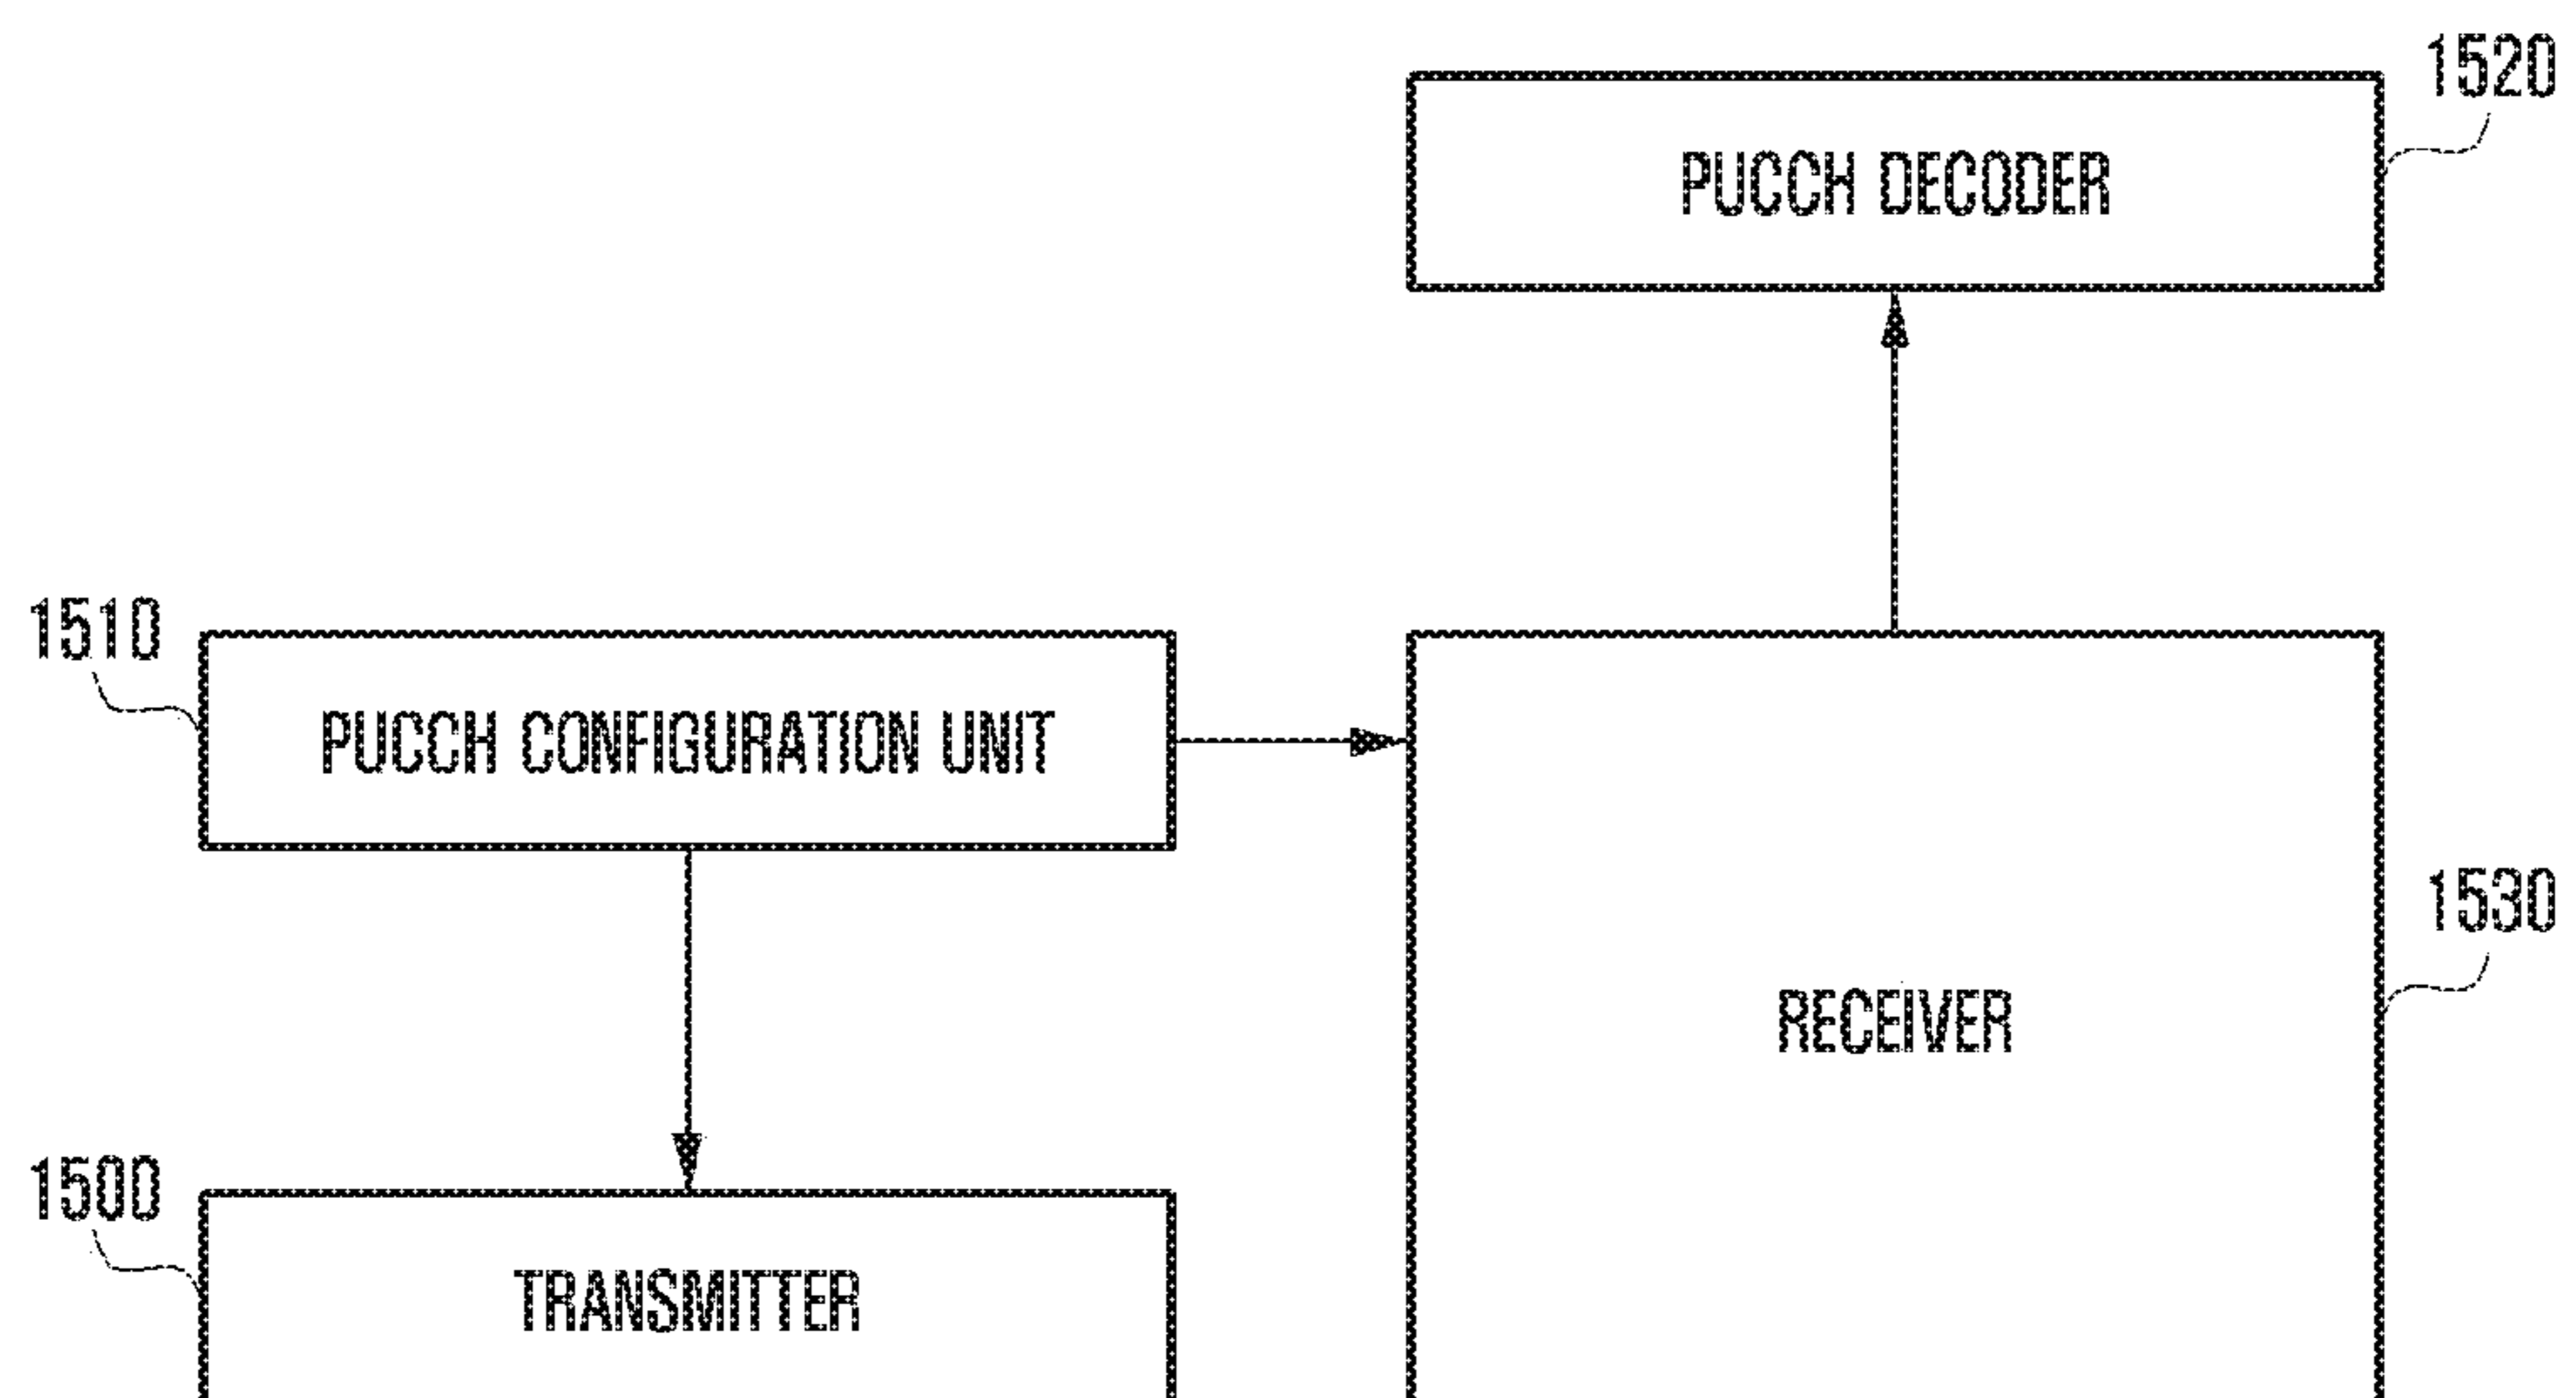 1520
PUCCH DECODER
1510
PUCCH CONFIGURATION UNIT
1530
RECEIVER
1500
TRANSMITTER